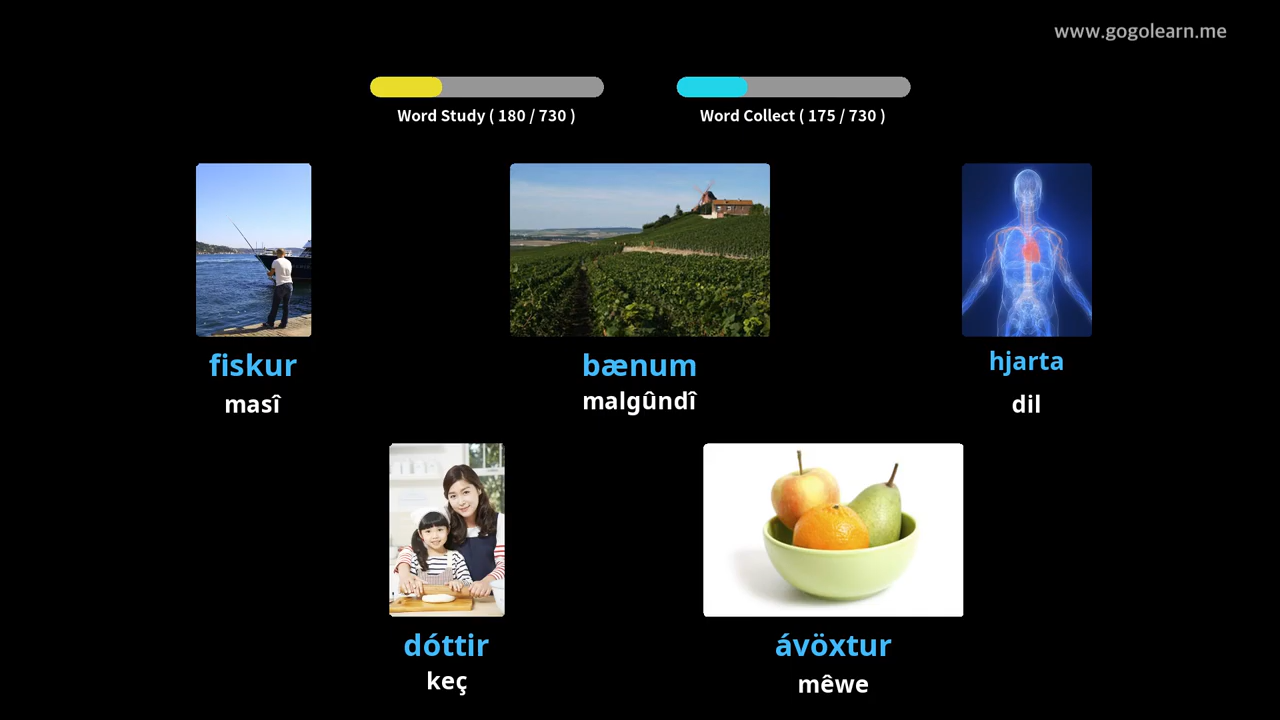 www.gogolearn.me
Word Study ( 180 / 730 )
Word Collect ( 175 / 730 )
fiskur
masî
bænum
malgûndî
hjarta
dil
dóttir
keç
ávöxtur
mêwe